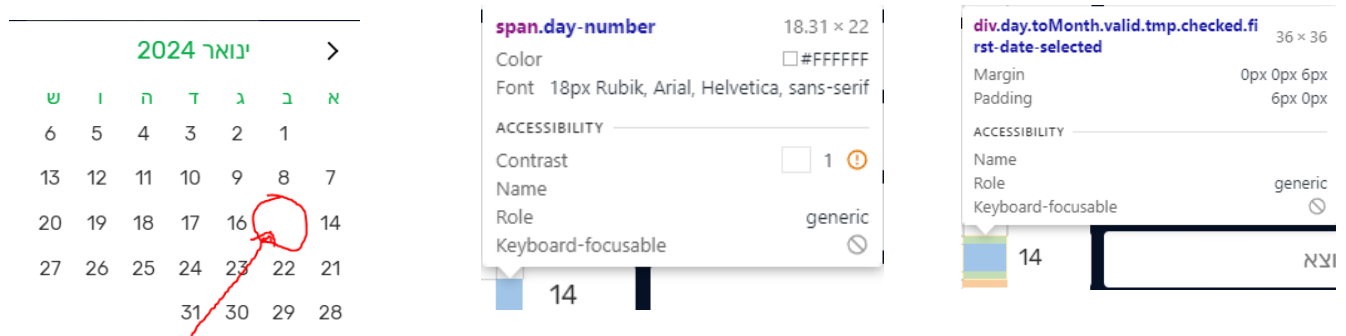 ינואר 2024
א ב ג ד ה ו ש
1 2 3 4 5 6
7 8 9 10 11 12 13
14 16 17 18 19 20
21 22 23 24 25 26 27
28 29 30 31
span.day-number 18.31 × 22
Color #FFFFFF
Font 18px Rubik, Arial, Helvetica, sans-serif
ACCESSIBILITY
Contrast 1
Name
Role generic
Keyboard-focusable
14
div.day.toMonth.valid.tmp.checked.fi
rst-date-selected 36 × 36
Margin 0px 0px 6px
Padding 6px 0px
ACCESSIBILITY
Name
Role generic
Keyboard-focusable
14
וצא